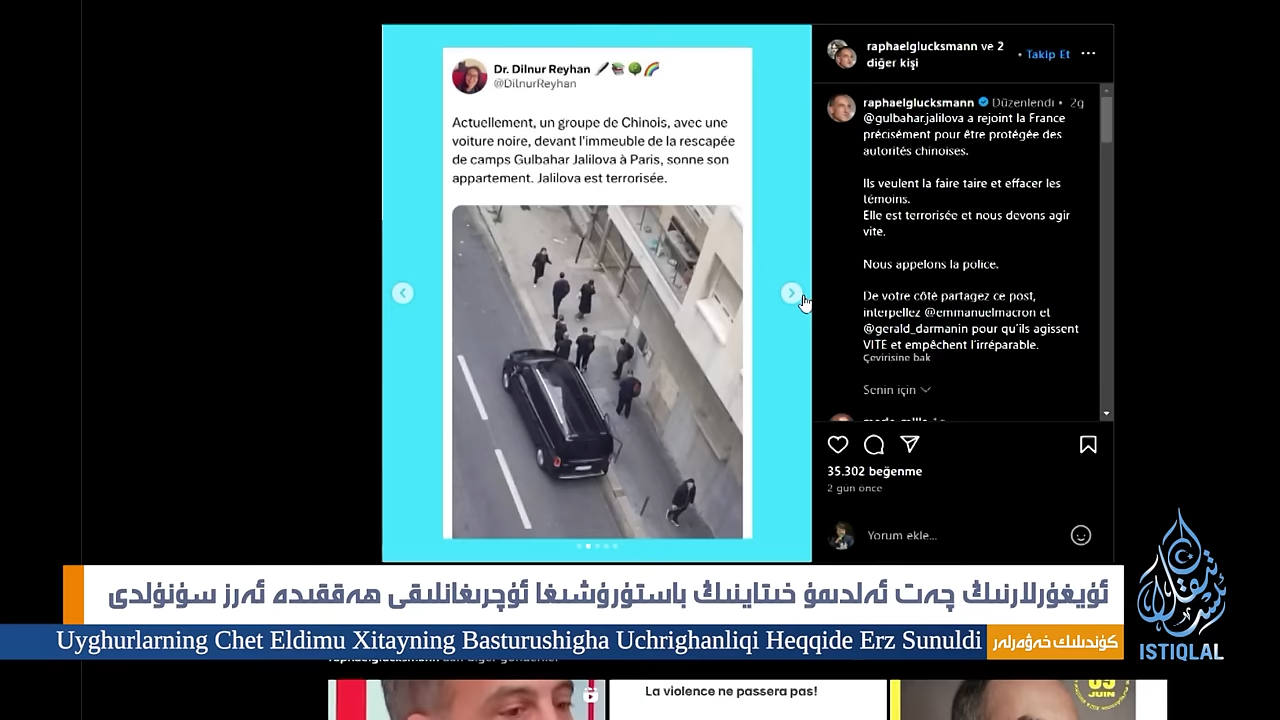 Dr. Dilnur Reyhan
@DilnurReyhan
Actuellement, un groupe de Chinois, avec une
voiture noire, devant l'immeuble de la rescapée
de camps Gulbahar Jalilova à Paris, sonne son
appartement. Jalilova est terrorisée.
raphaelglucksmann ve 2
diğer kişi
• Takip Et
raphaelglucksmann Düzenlendi • 2g
@gulbahar.jalilova a rejoint la France
précisément pour être protégée des
autorités chinoises.
Ils veulent la faire taire et effacer les
témoins.
Elle est terrorisée et nous devons agir
vite.
Nous appelons la police.
De votre côté partagez ce post,
interpellez @emmanuelmacron et
@gerald_darmanin pour qu'ils agissent
VITE et empêchent l'irréparable.
Çevirisine bak
Senin için
35.302 beğenme
2 gün önce
Yorum ekle...
ئۇيغۇرلارنىڭ چەت ئەلدىمۇ خىتاينىڭ باستۇرۇشىغا ئۇچرىغانلىقى ھەققىدە ئەرز سۇنۇلدى
Uyghurlarning Chet Eldimu Xitayning Basturushigha Uchrighanliqi Heqqide Erz Sunuldi
كۈندىلىك خەۋەرلەر
ISTIQLAL
La violence ne passera pas!
JUIN